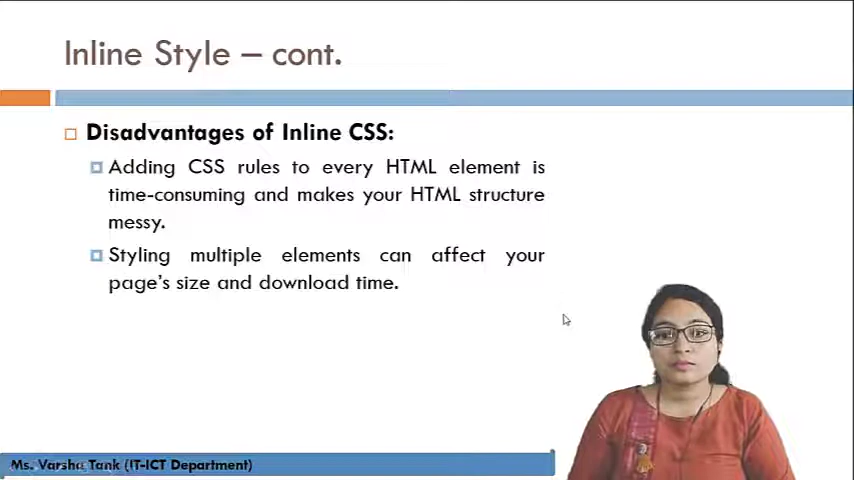 Inline Style – cont.
Disadvantages of Inline CSS:
Adding CSS rules to every HTML element is
time-consuming and makes your HTML structure
messy.
Styling multiple elements can affect your
page's size and download time.
Ms. Varsha Tank (IT-ICT Department)